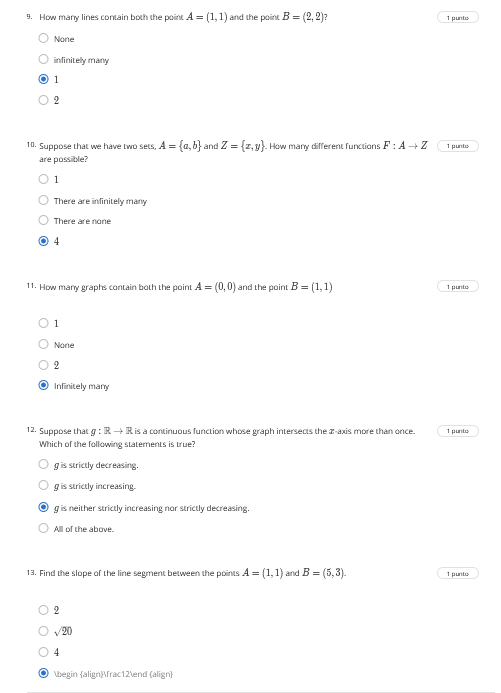 9. How many lines contain both the point A = (1, 1) and the point B = (2, 2)?
1 punto
None
infinitely many
1
2
10. Suppose that we have two sets, A = {a, b} and Z = {x, y}. How many different functions F : A → Z
1 punto
are possible?
1
There are infinitely many
There are none
4
11. How many graphs contain both the point A = (0, 0) and the point B = (1, 1)
1 punto
1
None
2
Infinitely many
12. Suppose that g : ℝ → ℝ is a continuous function whose graph intersects the x-axis more than once.
1 punto
Which of the following statements is true?
g is strictly decreasing.
g is strictly increasing.
g is neither strictly increasing nor strictly decreasing.
All of the above.
13. Find the slope of the line segment between the points A = (1, 1) and B = (5, 3).
1 punto
2
√20
4
\begin {align}\frac12\end {align}